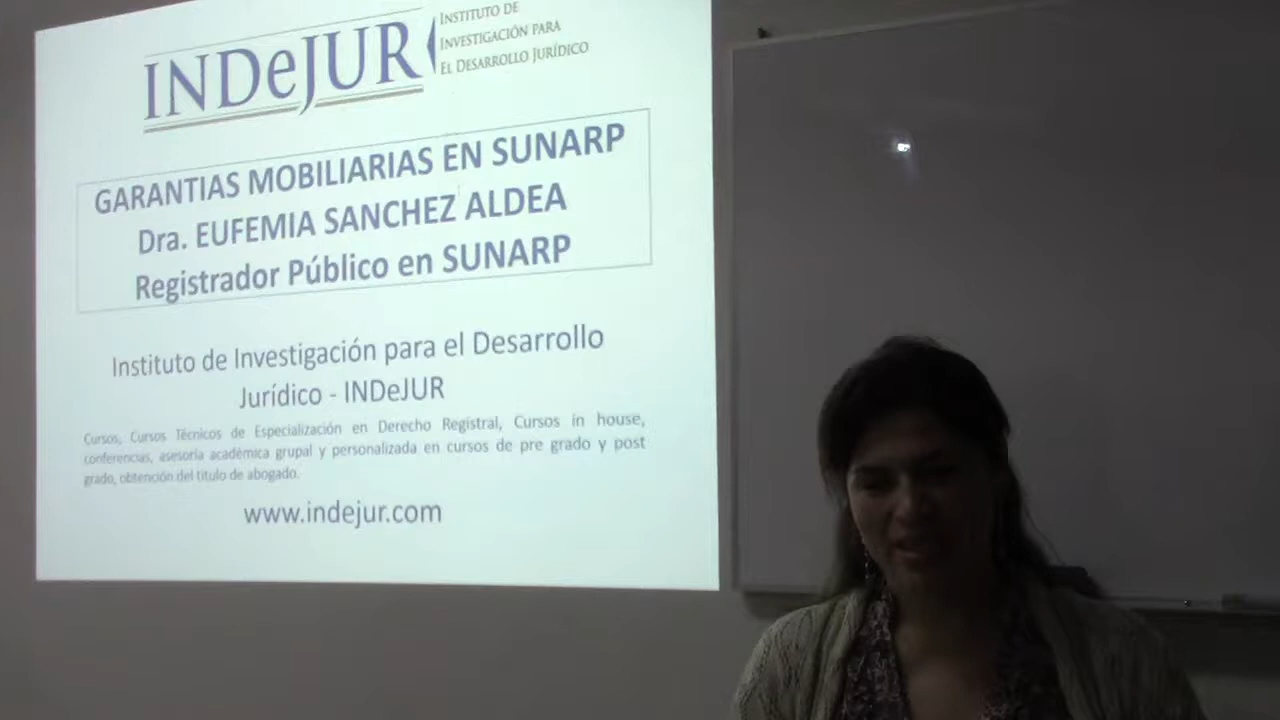 INDeJUR
INSTITUTO DE
INVESTIGACIÓN PARA
EL DESARROLLO JURÍDICO
GARANTIAS MOBILIARIAS EN SUNARP
Dra. EUFEMIA SANCHEZ ALDEA
Registrador Público en SUNARP
Instituto de Investigación para el Desarrollo
Jurídico - INDeJUR
Cursos, Cursos Técnicos de Especialización en Derecho Registral, Cursos in house,
conferencias, asesoría académica grupal y personalizada en cursos de pre grado y post
grado, obtención del titulo de abogado.
www.indejur.com